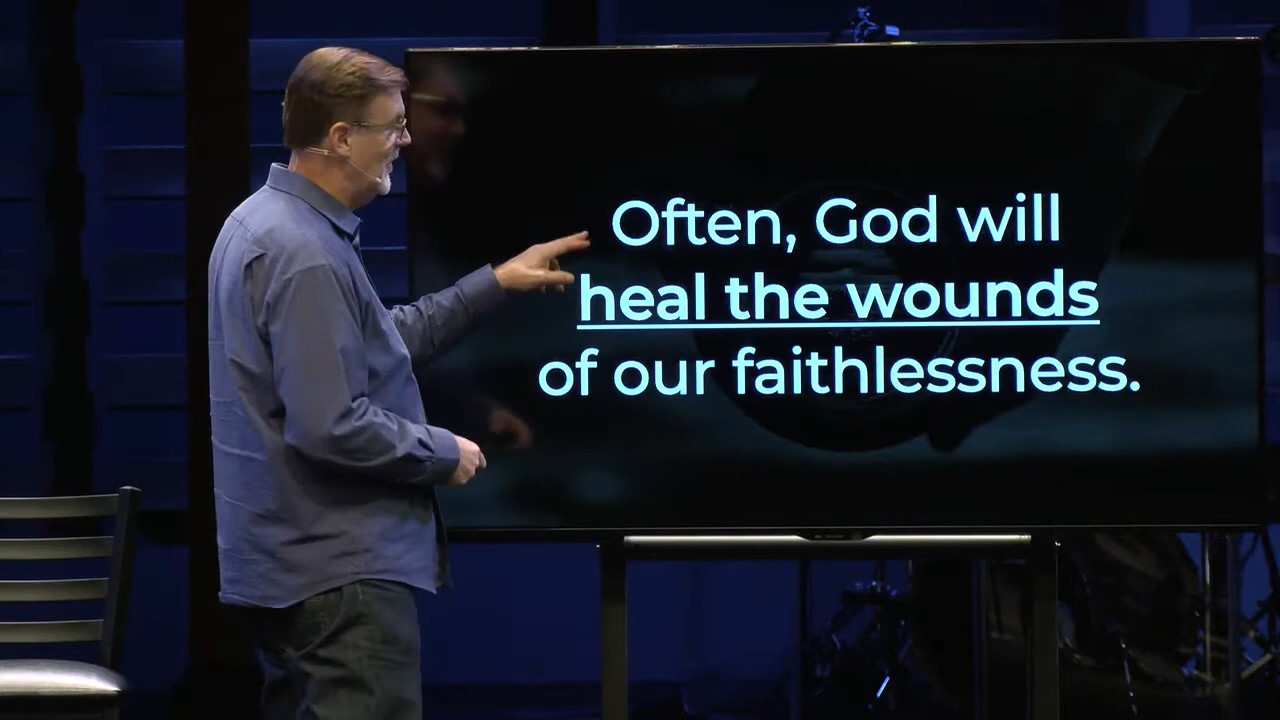 Often, God will
heal the wounds
of our faithlessness.